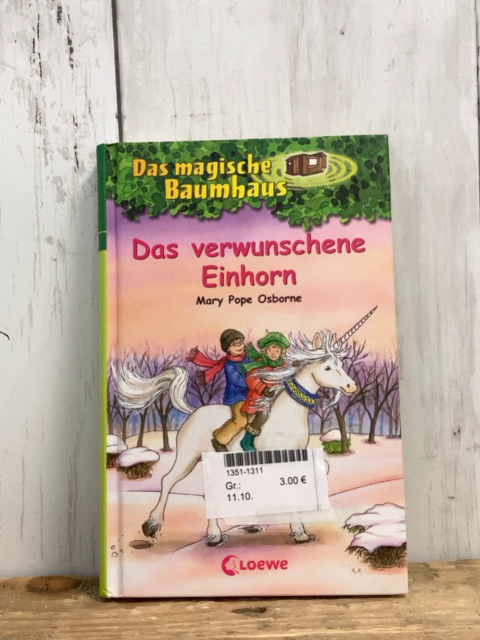 Das magische
Baumhaus
Das verwunschene
Einhorn
Mary Pope Osborne
1351-1311
Gr.: 3.00 €
11.10.
Loewe